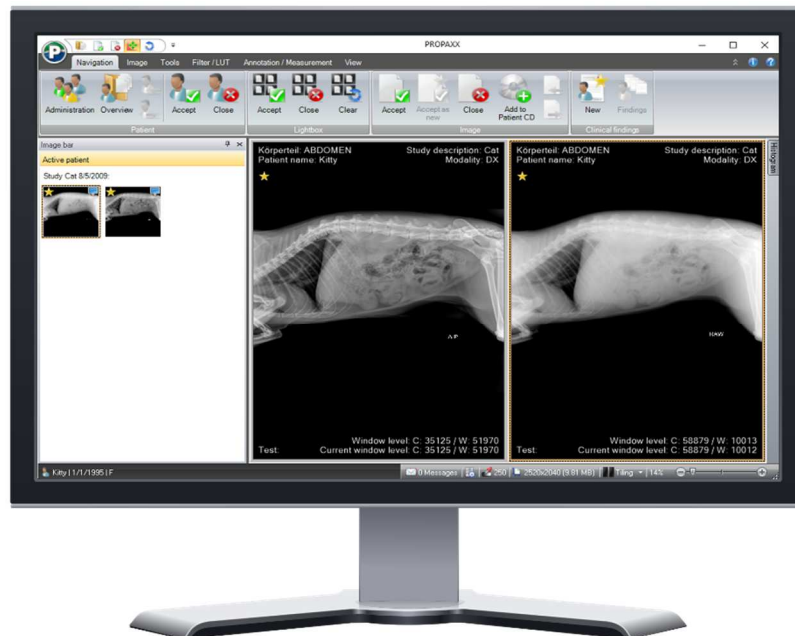 PROPAXX
Navigation Image Tools Filter / LUT Annotation / Measurement View
Administration Overview Accept Close Accept Close Clear Accept Accept as new Close Add to Patient CD New Findings
Patient Lightbox Image Clinical findings
Image bar
Active patient
Study Cat 8/5/2009:
Körperteil: ABDOMEN Study description: Cat
Patient name: Kitty Modality: DX
AIP
Window level: C: 35125 / W: 51970
Test: Current window level: C: 35125 / W: 51970
Körperteil: ABDOMEN Study description: Cat
Patient name: Kitty Modality: DX
RAW
Window level: C: 58879 / W: 10013
Test: Current window level: C: 58879 / W: 10012
Histogram
Kitty | 1/1/1995 | F
0 Messages 250 2520x2040 (9.81 MB) Tiling 14%